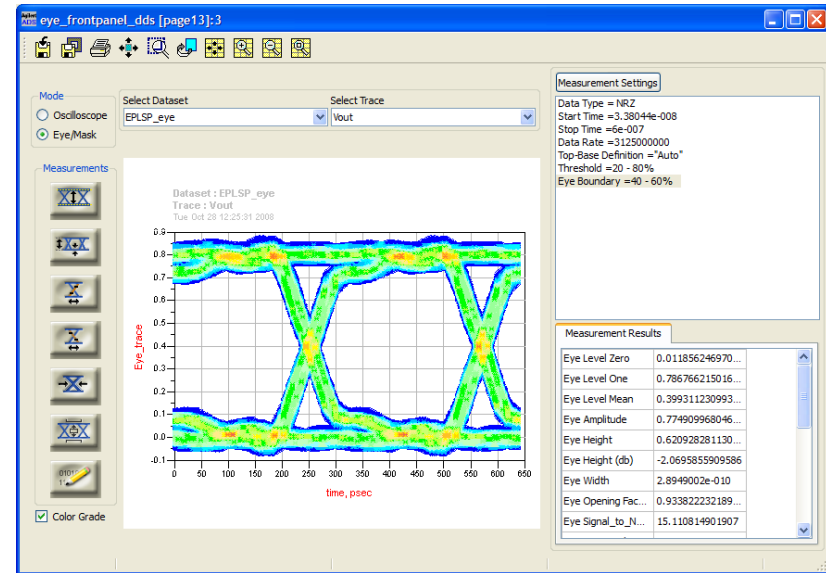 Agilent
ADS
eye_frontpanel_dds [page13]:3
Mode
Oscilloscope
Eye/Mask
Select Dataset
EPLSP_eye
Select Trace
Vout
Measurements
Color Grade
Dataset : EPLSP_eye
Trace : Vout
Tue Oct 28 12:25:31 2008
Eye_trace
0.9
0.8
0.7
0.6
0.5
0.4
0.3
0.2
0.1
0.0
-0.1
0 50 100 150 200 250 300 350 400 450 500 550 600 650
time, psec
Measurement Settings
Data Type = NRZ
Start Time =3.38044e-008
Stop Time =6e-007
Data Rate =3125000000
Top-Base Definition ="Auto"
Threshold =20 - 80%
Eye Boundary =40 - 60%
Measurement Results
Eye Level Zero 0.011856246970...
Eye Level One 0.786766215016...
Eye Level Mean 0.399311230993...
Eye Amplitude 0.774909968046...
Eye Height 0.620928281130...
Eye Height (db) -2.0695855909586
Eye Width 2.8949002e-010
Eye Opening Fac... 0.933822232189...
Eye Signal_to_N... 15.110814901907